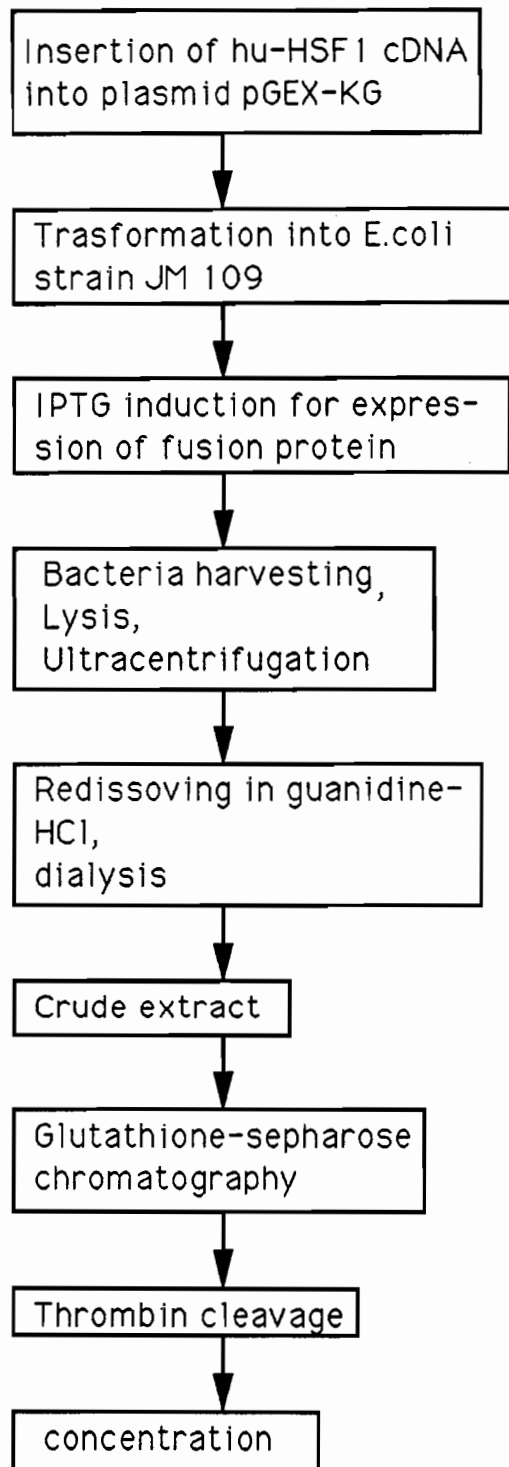 Insertion of hu-HSF1 cDNA
into plasmid pGEX-KG
Trasformation into E.coli
strain JM 109
IPTG induction for expres-
sion of fusion protein
Bacteria harvesting,
Lysis,
Ultracentrifugation
Redissoving in guanidine-
HCl,
dialysis
Crude extract
Glutathione-sepharose
chromatography
Thrombin cleavage
concentration